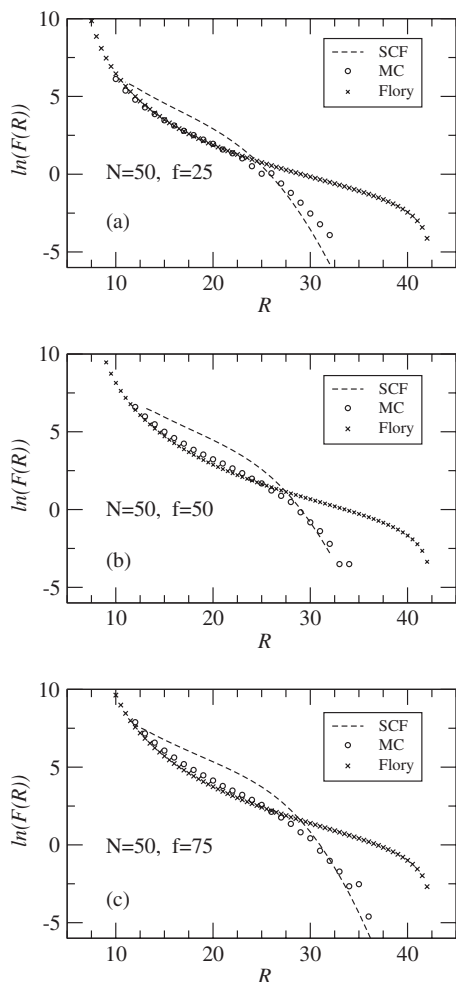 10
5
0
-5
ln(F(R))
SCF
MC
Flory
N=50, f=25
(a)
10 20 30 40
R
10
5
0
-5
ln(F(R))
SCF
MC
Flory
N=50, f=50
(b)
10 20 30 40
R
10
5
0
-5
ln(F(R))
SCF
MC
Flory
N=50, f=75
(c)
10 20 30 40
R